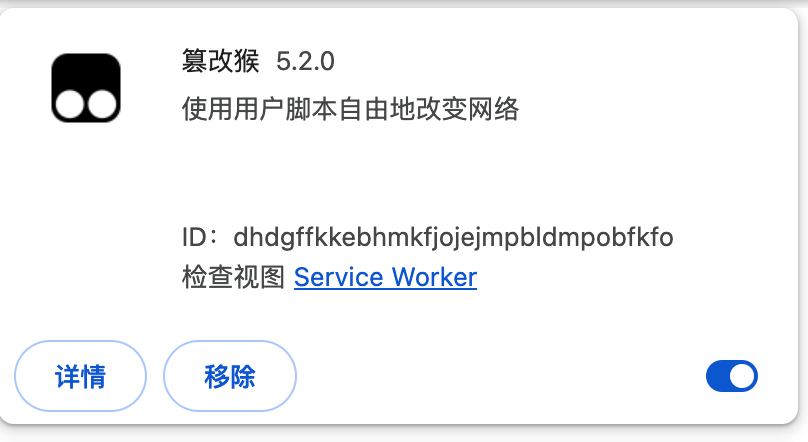 篡改猴 5.2.0
使用用户脚本自由地改变网络
ID：dhdgffkkebhmkfjojejmpbldmpobfkfo
检查视图 Service Worker
详情 移除